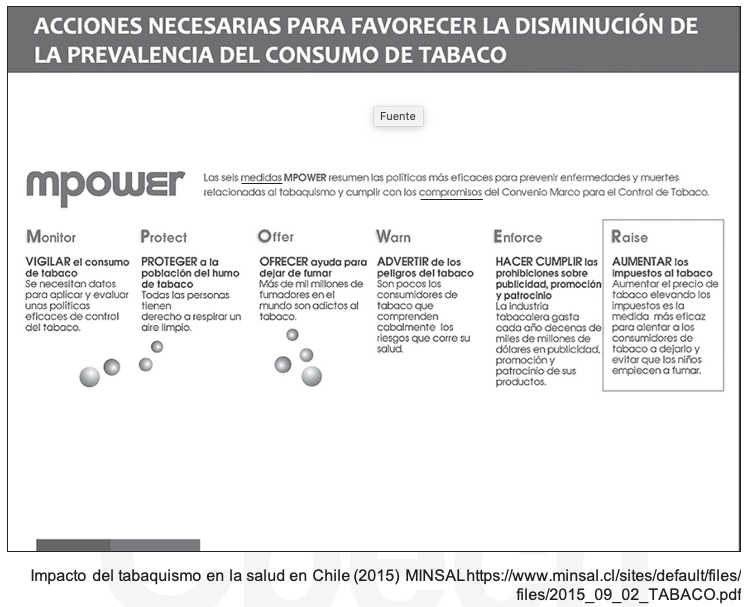 ACCIONES NECESARIAS PARA FAVORECER LA DISMINUCIÓN DE
LA PREVALENCIA DEL CONSUMO DE TABACO
Fuente
mpower
Las seis medidas MPOWER resumen las políticas más eficaces para prevenir enfermedades y muertes
relacionadas al tabaquismo y cumplir con los compromisos del Convenio Marco para el Control de Tabaco.
Monitor
VIGILAR el consumo
de tabaco
Se necesitan datos
para aplicar y evaluar
unas políticas
eficaces de control
del tabaco.
Protect
PROTEGER a la
población del humo
de tabaco
Todas las personas
tienen
derecho a respirar un
aire limpio.
Offer
OFRECER ayuda para
dejar de fumar
Más de mil millones de
fumadores en el
mundo son adictos al
tabaco.
Warn
ADVERTIR de los
peligros del tabaco
Son pocos los
consumidores de
tabaco que
comprenden
cabalmente los
riesgos que corre su
salud.
Enforce
HACER CUMPLIR las
prohibiciones sobre
publicidad, promoción
y patrocinio
La industria
tabacalera gasta
cada año decenas de
miles de millones de
dólares en publicidad,
promoción y
patrocinio de sus
productos.
Raise
AUMENTAR los
impuestos al tabaco
Aumentar el precio de
tabaco elevando los
impuestos es la
medida más eficaz
para alentar a los
consumidores de
tabaco a dejarlo y
evitar que los niños
empiecen a fumar.
Impacto del tabaquismo en la salud en Chile (2015) MINSALhttps://www.minsal.cl/sites/default/files/
files/2015_09_02_TABACO.pdf